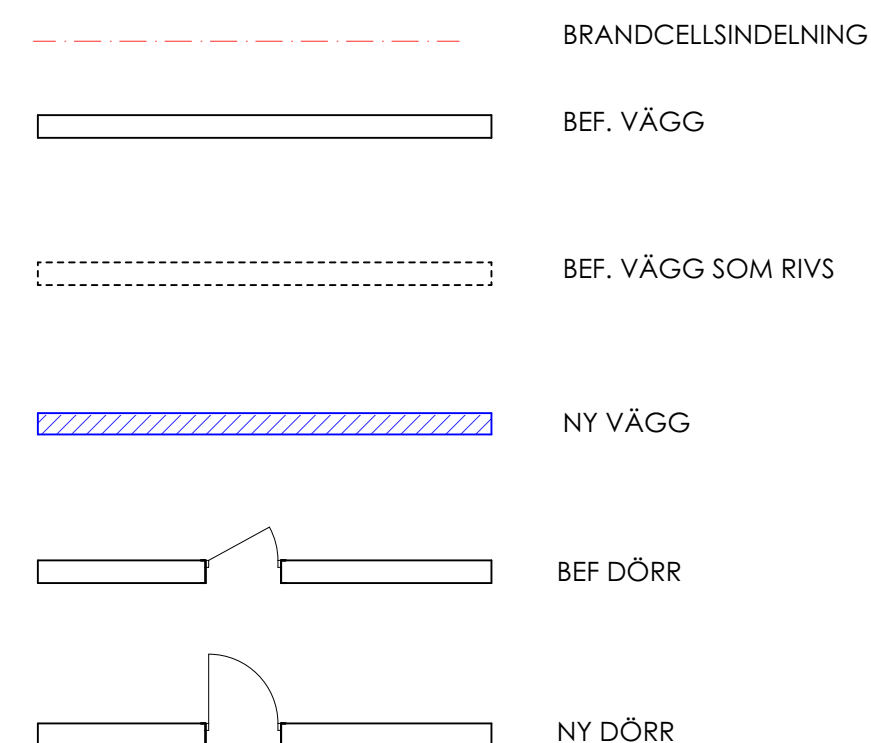 BRANDCELLSINDELNING
BEF. VÄGG
BEF. VÄGG SOM RIVS
NY VÄGG
BEF DÖRR
NY DÖRR